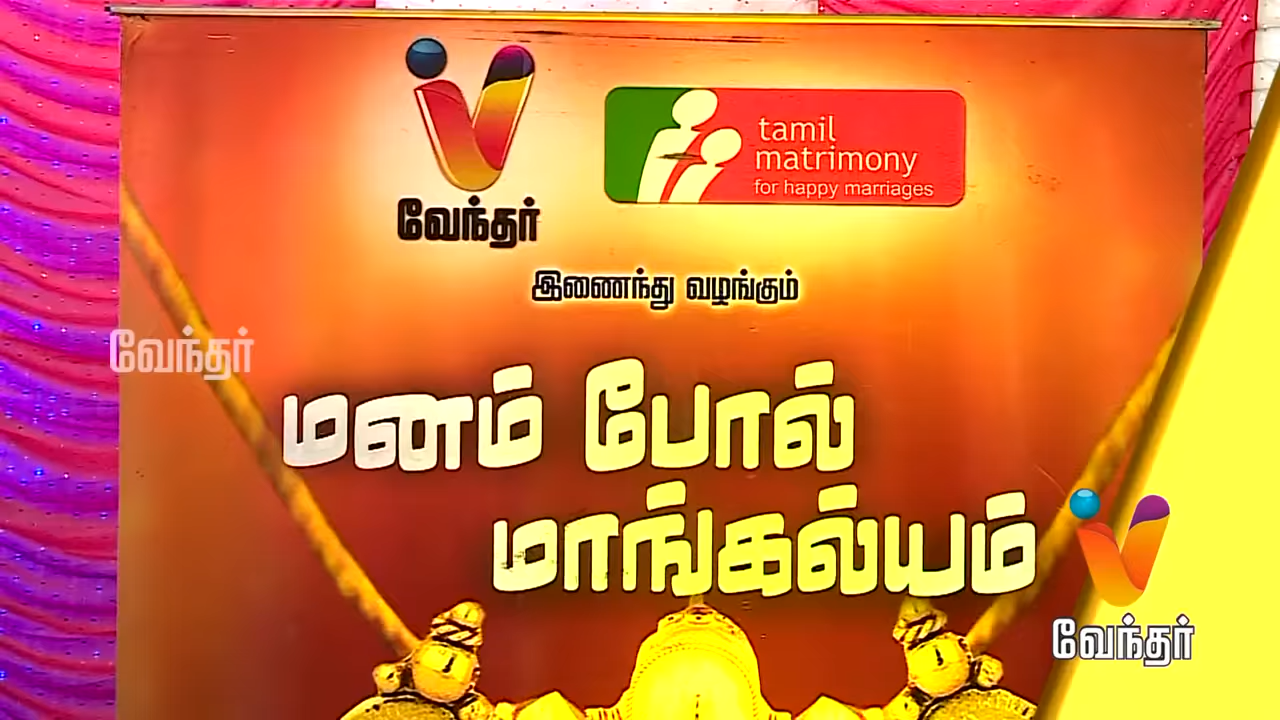 tamil
matrimony
for happy marriages
வேந்தர்
இணைந்து வழங்கும்
வேந்தர்
மனம் போல்
மாங்கல்யம்
வேந்தர்